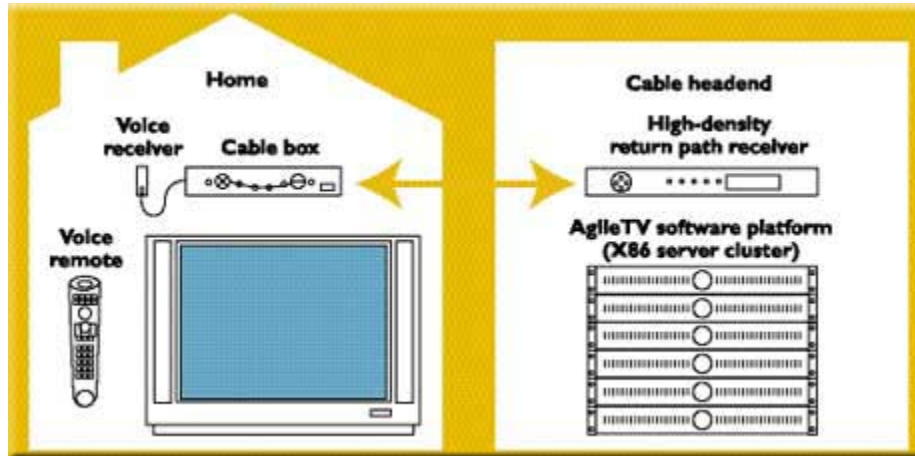 Home
Voice
receiver
Cable box
Voice
remote
Cable headend
High-density
return path receiver
AgileTV software platform
(X86 server cluster)